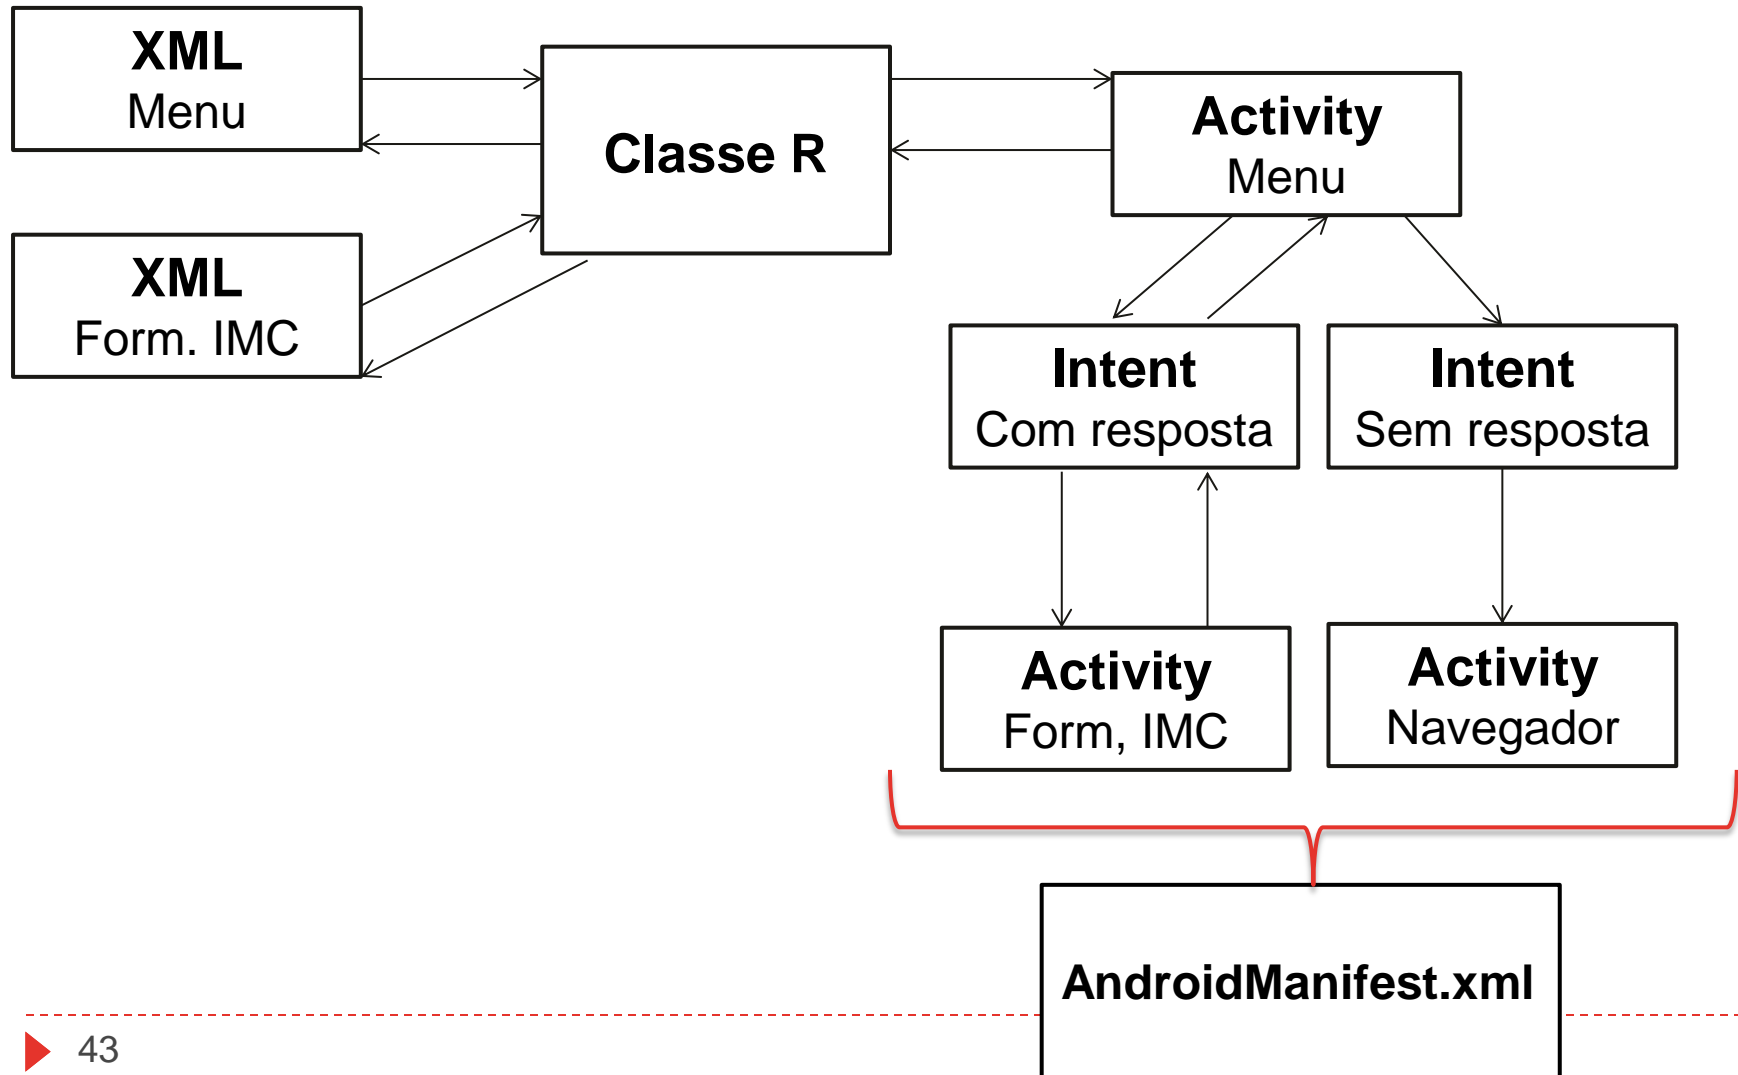 XML
Menu
Classe R
Activity
Menu
XML
Form. IMC
Intent
Com resposta
Intent
Sem resposta
Activity
Form, IMC
Activity
Navegador
AndroidManifest.xml
43